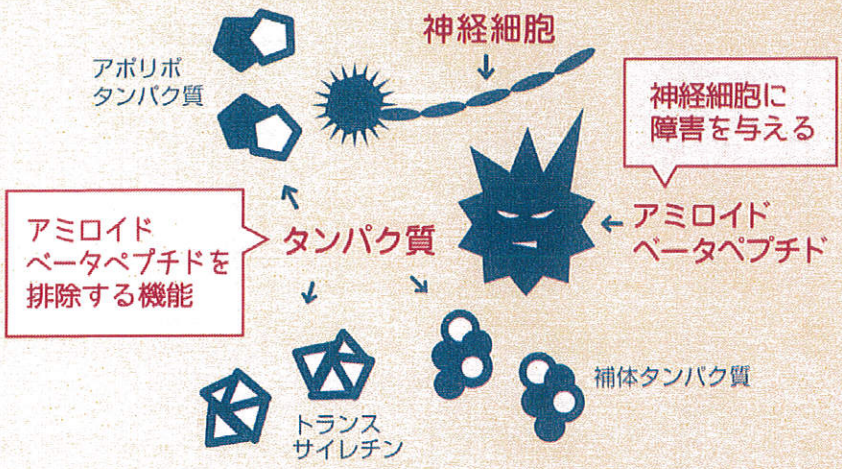 神経細胞
アポリポ
タンパク質
神経細胞に
障害を与える
アミロイド
ベータペプチド
アミロイド
ベータペプチドを
排除する機能
タンパク質
補体タンパク質
トランス
サイレチン